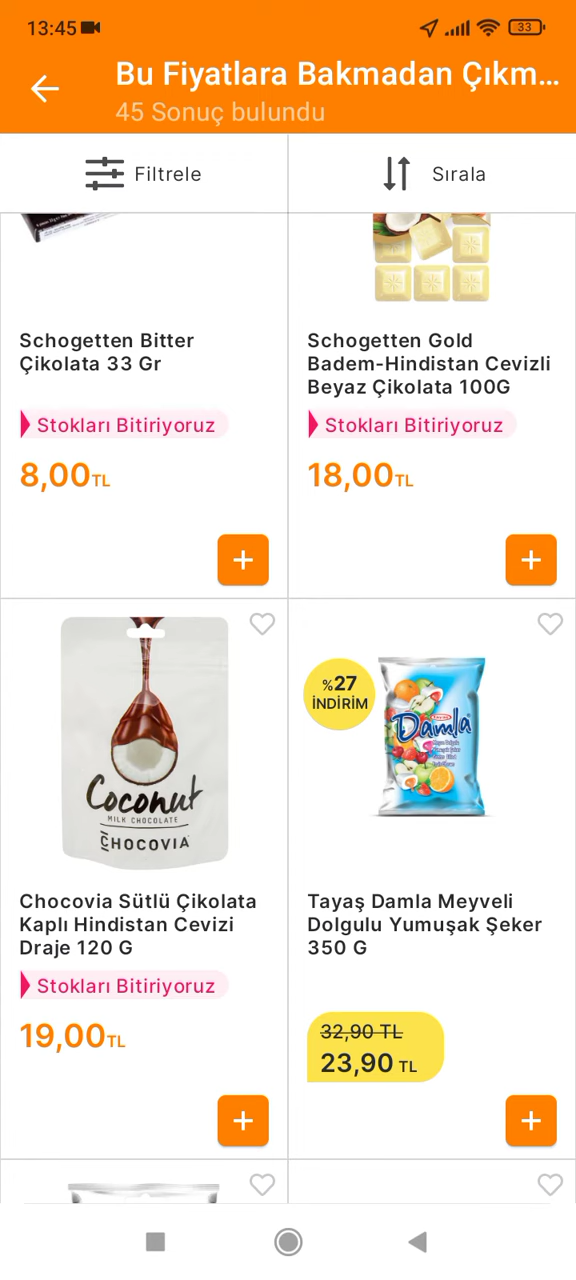 13:45
33
Bu Fiyatlara Bakmadan Çıkm...
45 Sonuç bulundu
Filtrele
Sırala
Schogetten Bitter
Çikolata 33 Gr
Stokları Bitiriyoruz
8,00TL
Schogetten Gold
Badem-Hindistan Cevizli
Beyaz Çikolata 100G
Stokları Bitiriyoruz
18,00TL
Coconut
MILK CHOCOLATE
CHOCOVIA
Chocovia Sütlü Çikolata
Kaplı Hindistan Cevizi
Draje 120 G
Stokları Bitiriyoruz
19,00TL
%27
İNDİRİM
Damla
Tayaş Damla Meyveli
Dolgulu Yumuşak Şeker
350 G
32,90 TL
23,90 TL